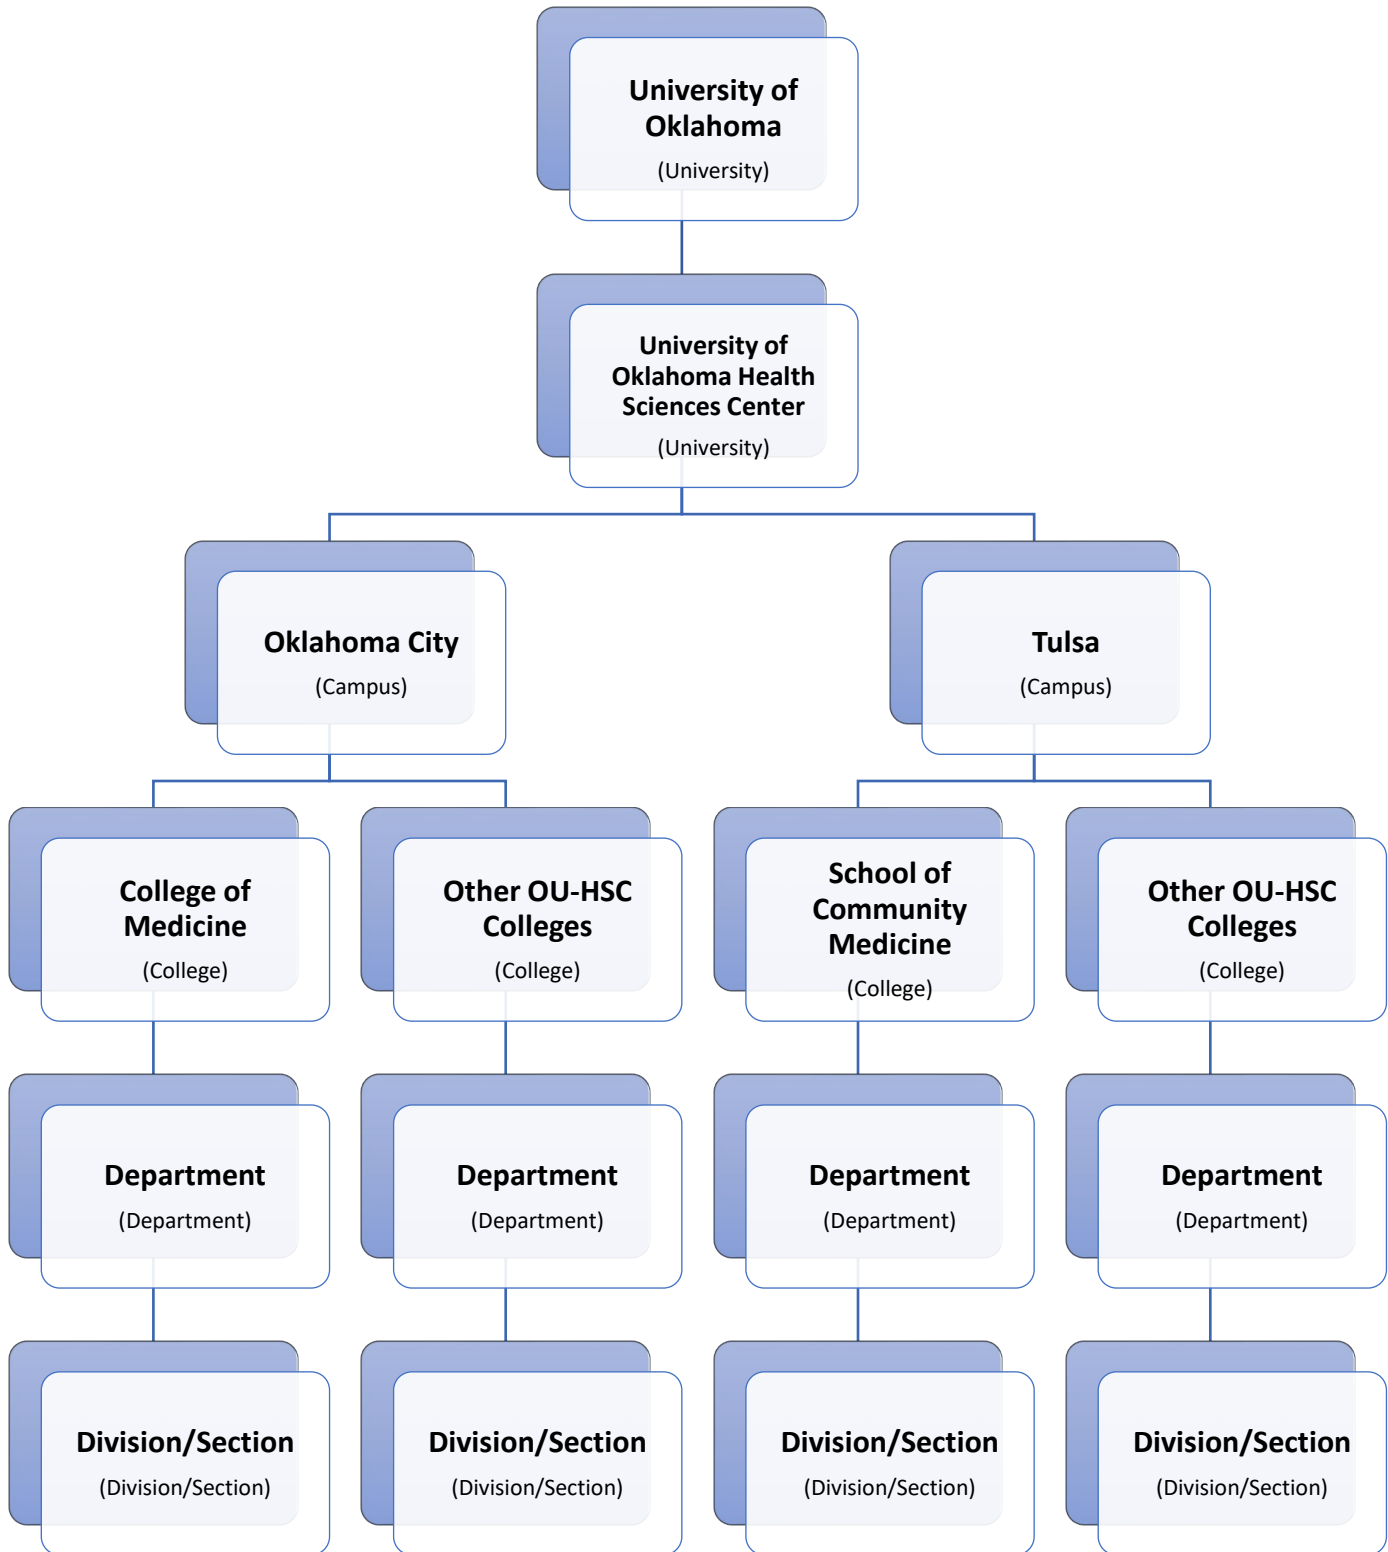 University of
Oklahoma
(University)
University of
Oklahoma Health
Sciences Center
(University)
Oklahoma City
(Campus)
Tulsa
(Campus)
College of
Medicine
(College)
Other OU-HSC
Colleges
(College)
School of
Community
Medicine
(College)
Other OU-HSC
Colleges
(College)
Department
(Department)
Department
(Department)
Department
(Department)
Department
(Department)
Division/Section
(Division/Section)
Division/Section
(Division/Section)
Division/Section
(Division/Section)
Division/Section
(Division/Section)